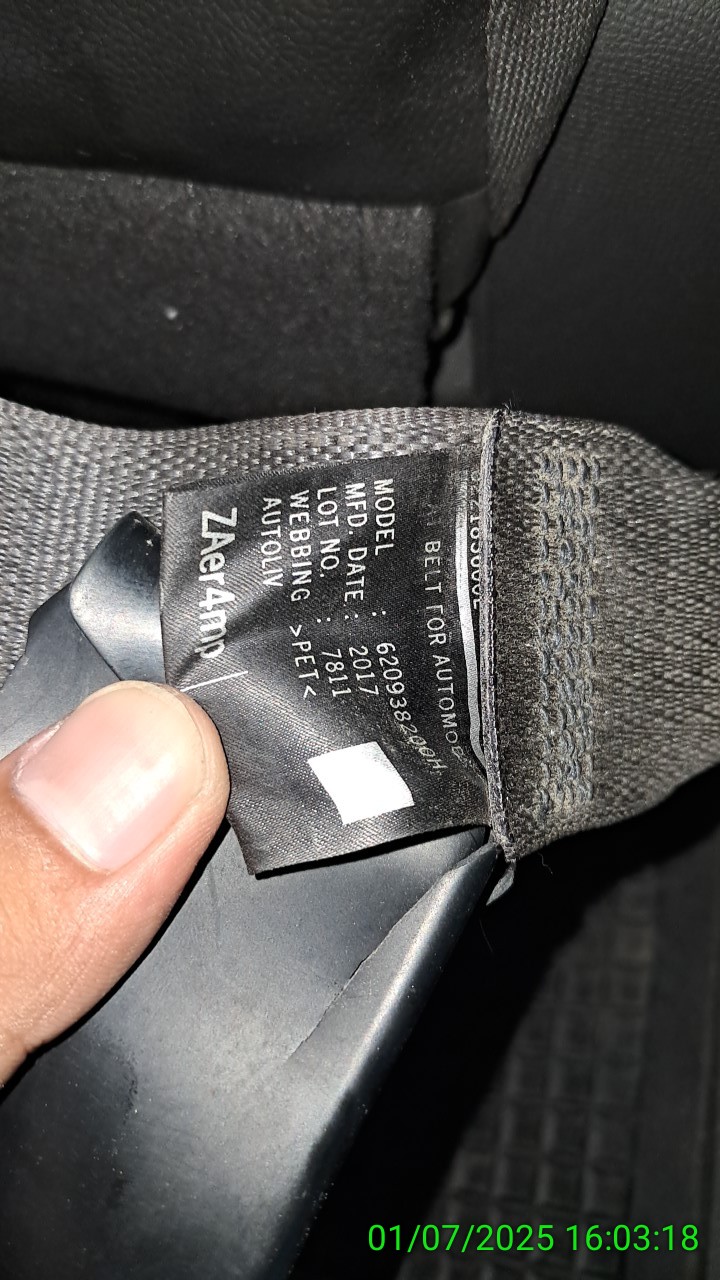 BELT FOR AUTOMOB
MODEL : 620938200H
MFD. DATE : 2017
LOT NO. : 7811
WEBBING >PET<
AUTOLIV
ZAer4mp
01/07/2025 16:03:18